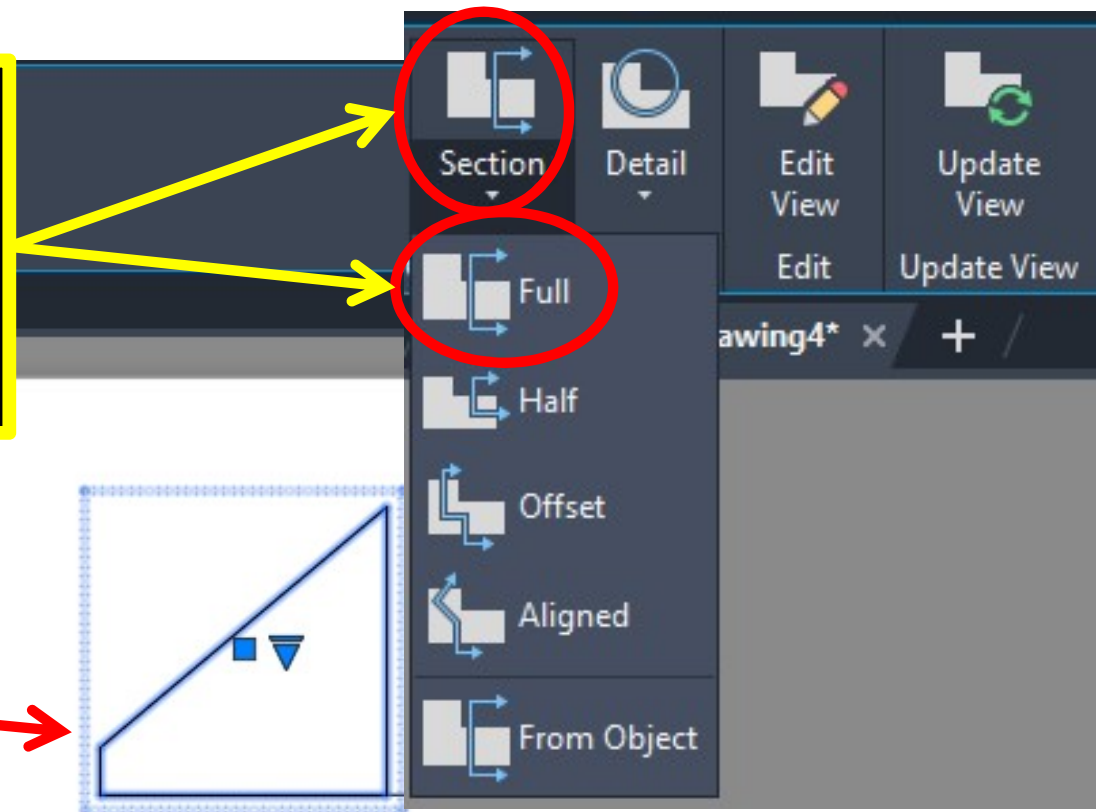 Section
Detail
Edit
View
Update
View
Edit
Update View
Full
awing4*
Half
Offset
Aligned
From Object